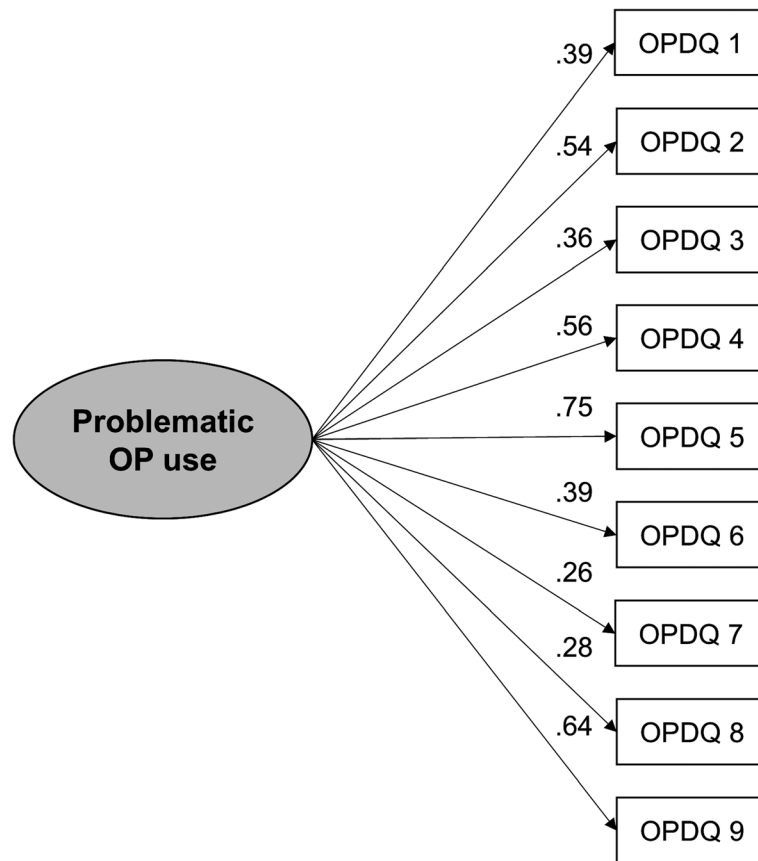 .39
OPDQ 1
.54
OPDQ 2
.36
OPDQ 3
.56
OPDQ 4
.75
OPDQ 5
Problematic
OP use
.39
OPDQ 6
.26
OPDQ 7
.28
OPDQ 8
.64
OPDQ 9